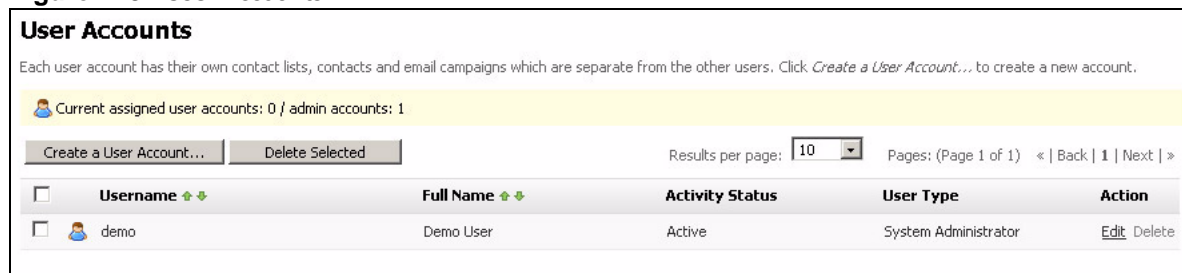 User Accounts
Each user account has their own contact lists, contacts and email campaigns which are separate from the other users. Click Create a User Account... to create a new account.
Current assigned user accounts: 0 / admin accounts: 1
Create a User Account... Delete Selected Results per page: 10 Pages: (Page 1 of 1) « | Back | 1 | Next | »
Username Full Name Activity Status User Type Action
demo Demo User Active System Administrator Edit Delete